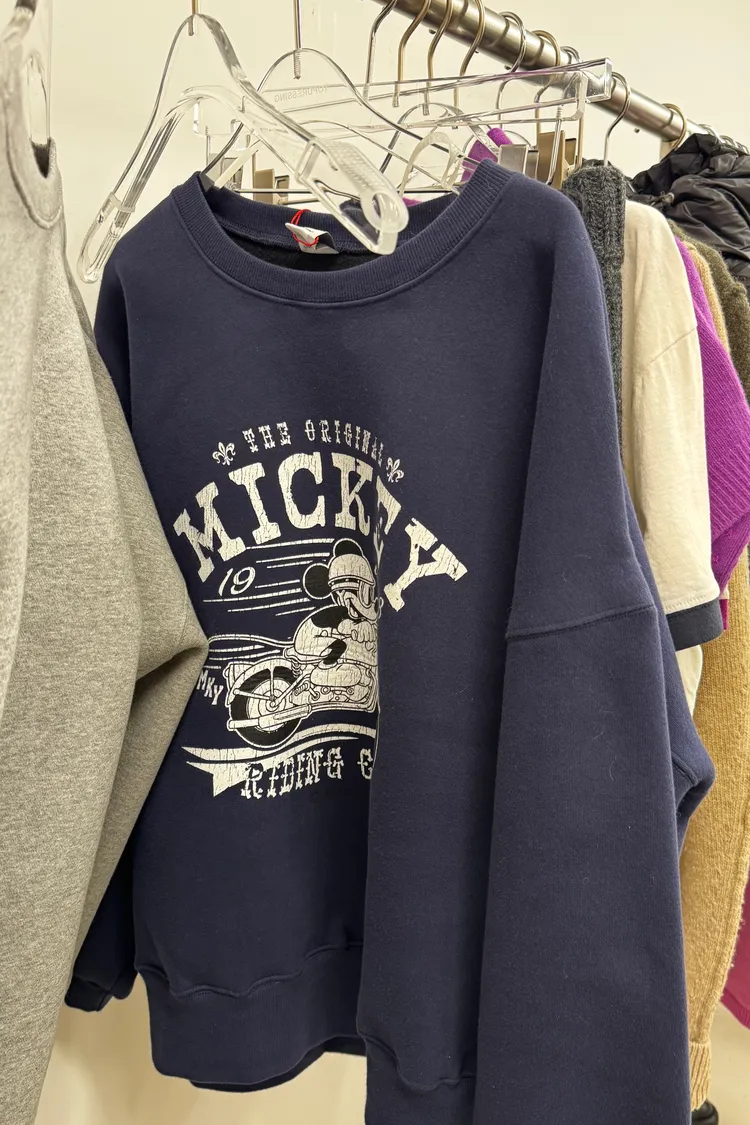 THE ORIGINAL
MICKEY
19
MKY
RIDING